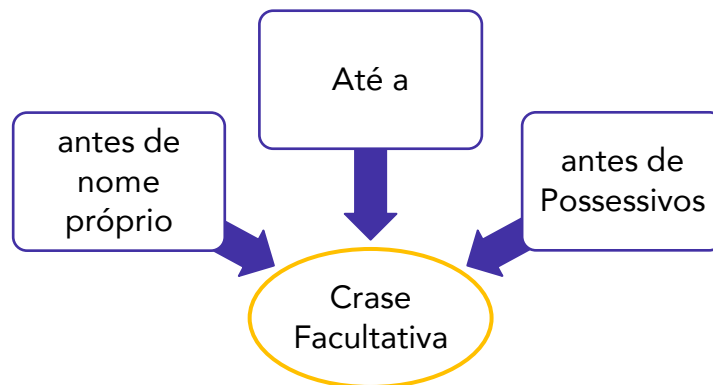 Até a
antes de
nome
próprio
antes de
Possessivos
Crase
Facultativa